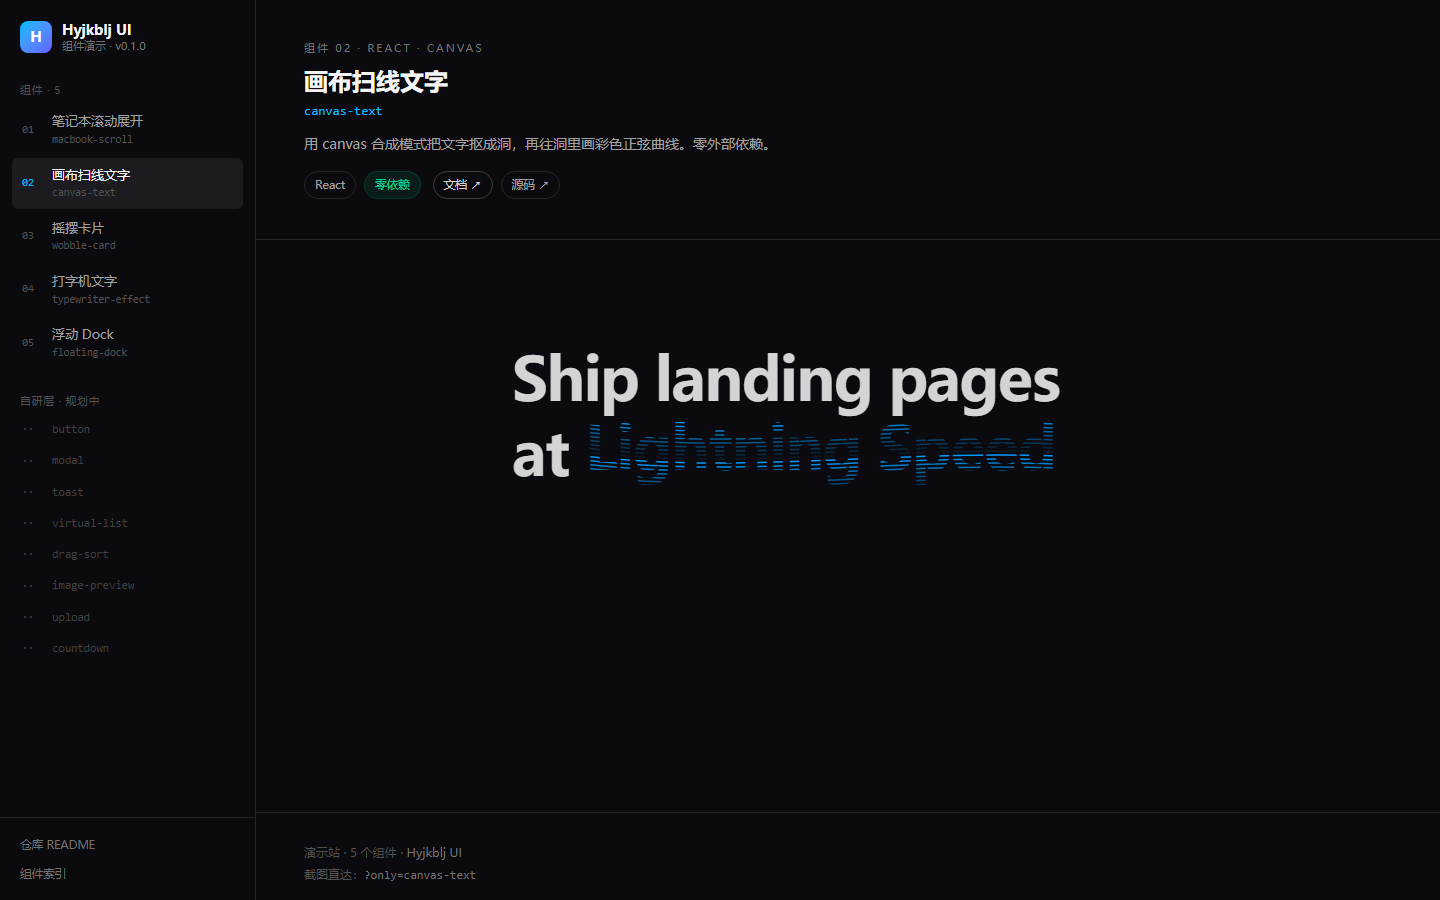 H
Hyjkblj UI
组件演示 · v0.1.0
组件 · 5
01
笔记本滚动展开
macbook-scroll
02
画布扫线文字
canvas-text
03
摇摆卡片
wobble-card
04
打字机文字
typewriter-effect
05
浮动 Dock
floating-dock
自研层 · 规划中
·· button
·· modal
·· toast
·· virtual-list
·· drag-sort
·· image-preview
·· upload
·· countdown
仓库 README
组件索引
组件 02 · REACT · CANVAS
画布扫线文字
canvas-text
用 canvas 合成模式把文字抠成洞，再往洞里画彩色正弦曲线。零外部依赖。
React 零依赖 文档 ↗ 源码 ↗
Ship landing pages
at Lightning Speed
演示站 · 5 个组件 · Hyjkblj UI
截图直达: ?only=canvas-text